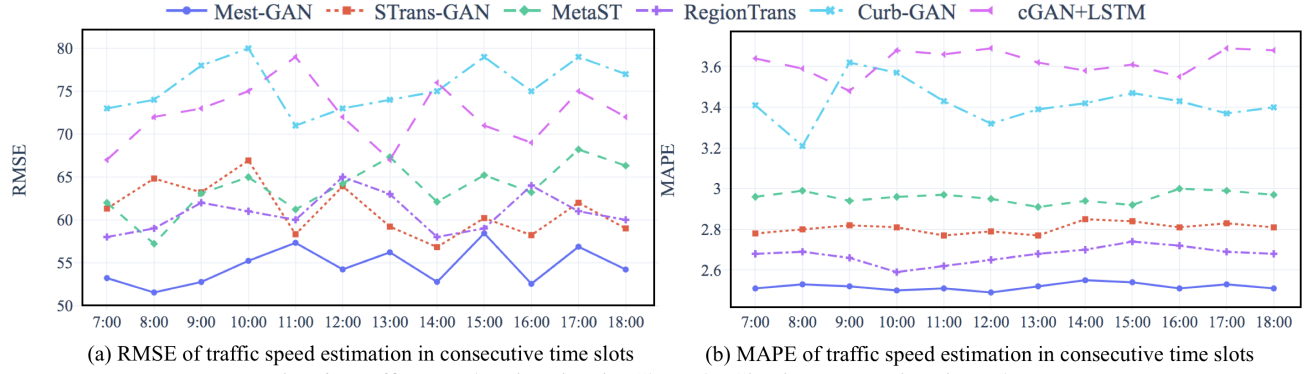 Mest-GAN STrans-GAN MetaST RegionTrans Curb-GAN cGAN+LSTM
RMSE
80
75
70
65
60
55
50
7:00 8:00 9:00 10:00 11:00 12:00 13:00 14:00 15:00 16:00 17:00 18:00
(a) RMSE of traffic speed estimation in consecutive time slots
MAPE
3.6
3.4
3.2
3
2.8
2.6
7:00 8:00 9:00 10:00 11:00 12:00 13:00 14:00 15:00 16:00 17:00 18:00
(b) MAPE of traffic speed estimation in consecutive time slots